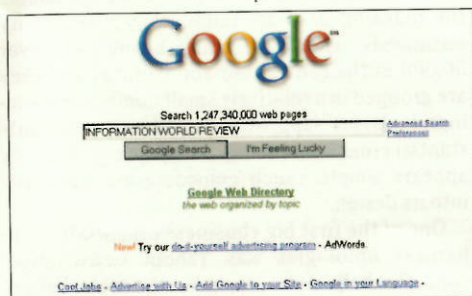 Google™
Search 1,247,340,000 web pages
INFORMATION WORLD REVIEW
Advanced Search
Preferences
Google Search I'm Feeling Lucky
Google Web Directory
the web organized by topic
New! Try our do-it-yourself advertising program - AdWords.
Cool Jobs - Advertise with Us - Add Google to your Site - Google in your Language -